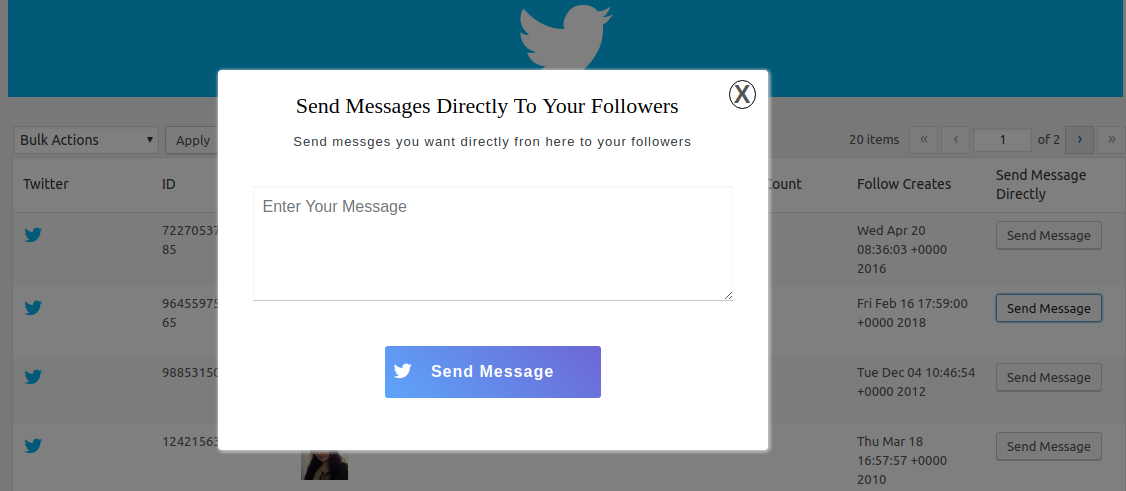 Send Messages Directly To Your Followers
X
Send messges you want directly fron here to your followers
Enter Your Message
Send Message
Bulk Actions
Apply
20 items
«
‹
1
of 2
›
»
Twitter
ID
Follow Creates
Send Message
Directly
72270537
85
Wed Apr 20
08:36:03 +0000
2016
Send Message
96455975
65
Fri Feb 16 17:59:00
+0000 2018
Send Message
98853150
Tue Dec 04 10:46:54
+0000 2012
Send Message
12421563
Thu Mar 18
16:57:57 +0000
2010
Send Message